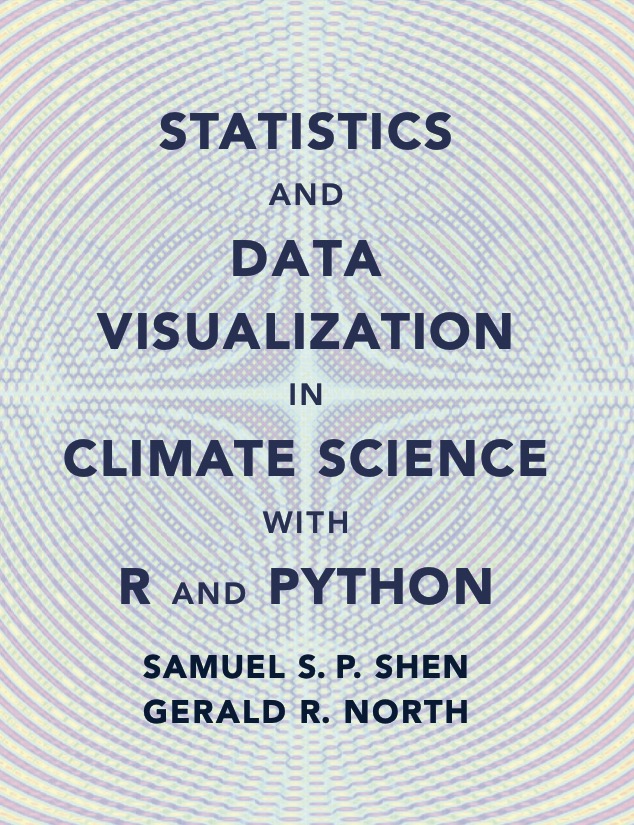 STATISTICS
AND
DATA
VISUALIZATION
IN
CLIMATE SCIENCE
WITH
R AND PYTHON
SAMUEL S. P. SHEN
GERALD R. NORTH